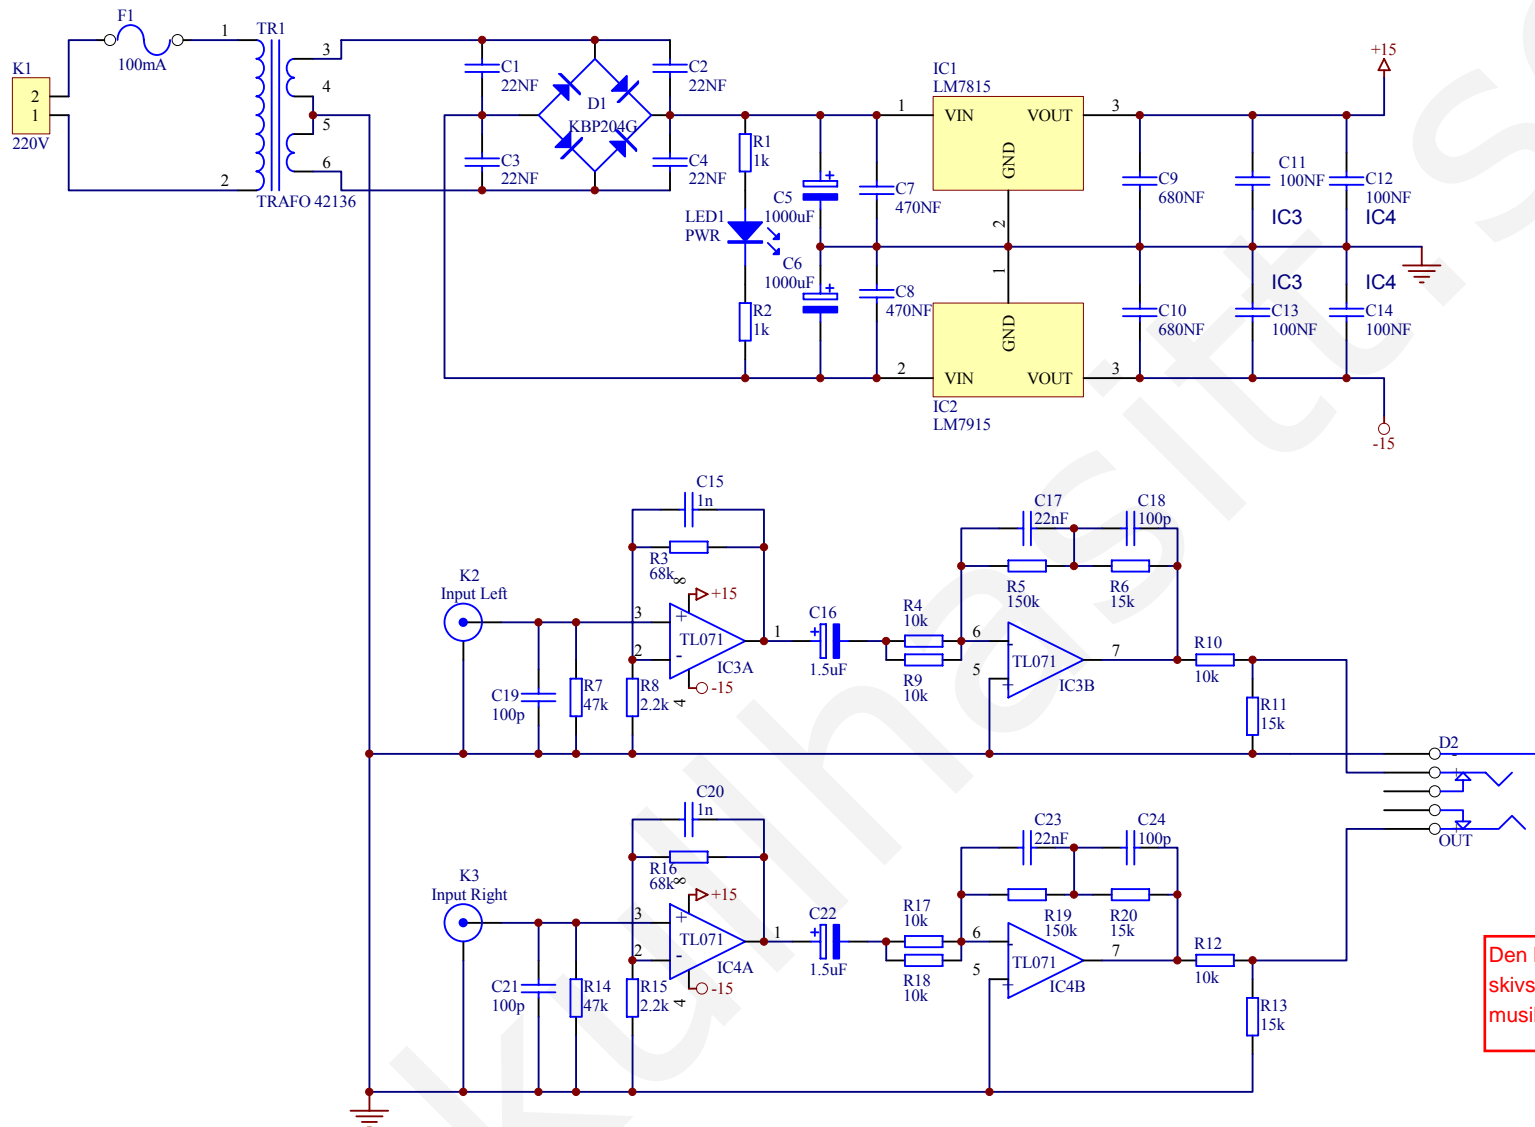 F1
100mA
K1
2
1
220V
1
2
TR1
3
4
5
6
TRAFO 42136
C1
22NF
C2
22NF
C3
22NF
C4
22NF
D1
KBP204G
R1
1k
LED1
PWR
R2
1k
+
C5
1000uF
C6
+
1000uF
C7
470NF
C8
470NF
IC1
LM7815
1
VIN
VOUT
3
GND
2
1
GND
2
VIN
VOUT
3
IC2
LM7915
C9
680NF
C10
680NF
C11
100NF
IC3
C12
100NF
IC4
IC3
C13
100NF
IC4
C14
100NF
+15
-15
K2
Input Left
C19
100p
R7
47k
C15
1n
R3
68k
8
+15
3
+
TL071
2
-
1
IC3A
-15
4
R8
2.2k
C16
+
1.5uF
R4
10k
R9
10k
C17
22nF
C18
100p
R5
150k
R6
15k
6
-
TL071
5
+
7
IC3B
R10
10k
R11
15k
D2
OUT
K3
Input Right
C21
100p
R14
47k
C20
1n
R16
68k
8
+15
3
+
TL071
2
-
1
IC4A
-15
4
R15
2.2k
C22
+
1.5uF
R17
10k
R18
10k
C23
22nF
C24
100p
R19
150k
R20
15k
6
-
TL071
5
+
7
IC4B
R12
10k
R13
15k
Den
skivs
musi
kullhasitt.s